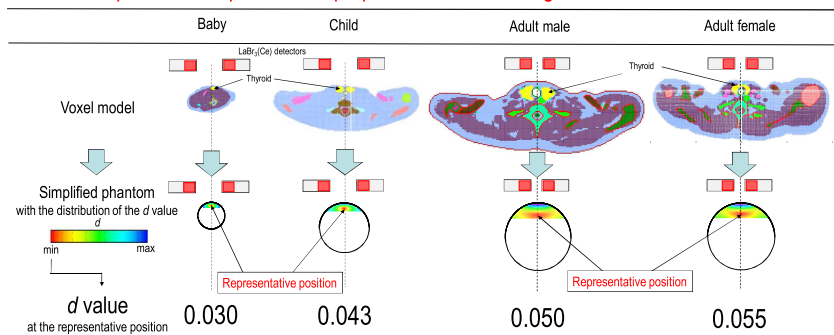 Baby Child Adult male Adult female
LaBr3(Ce) detectors
Thyroid
Thyroid
Voxel model
Simplified phantom
with the distribution of the d value
d
min max
Representative position
Representative position
d value
at the representative position
0.030 0.043 0.050 0.055